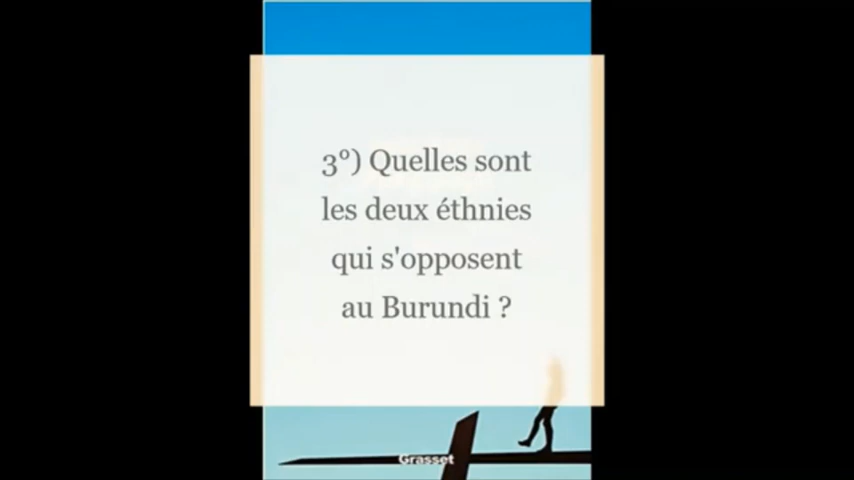 3°) Quelles sont
les deux éthnies
qui s'opposent
au Burundi ?
Grasset